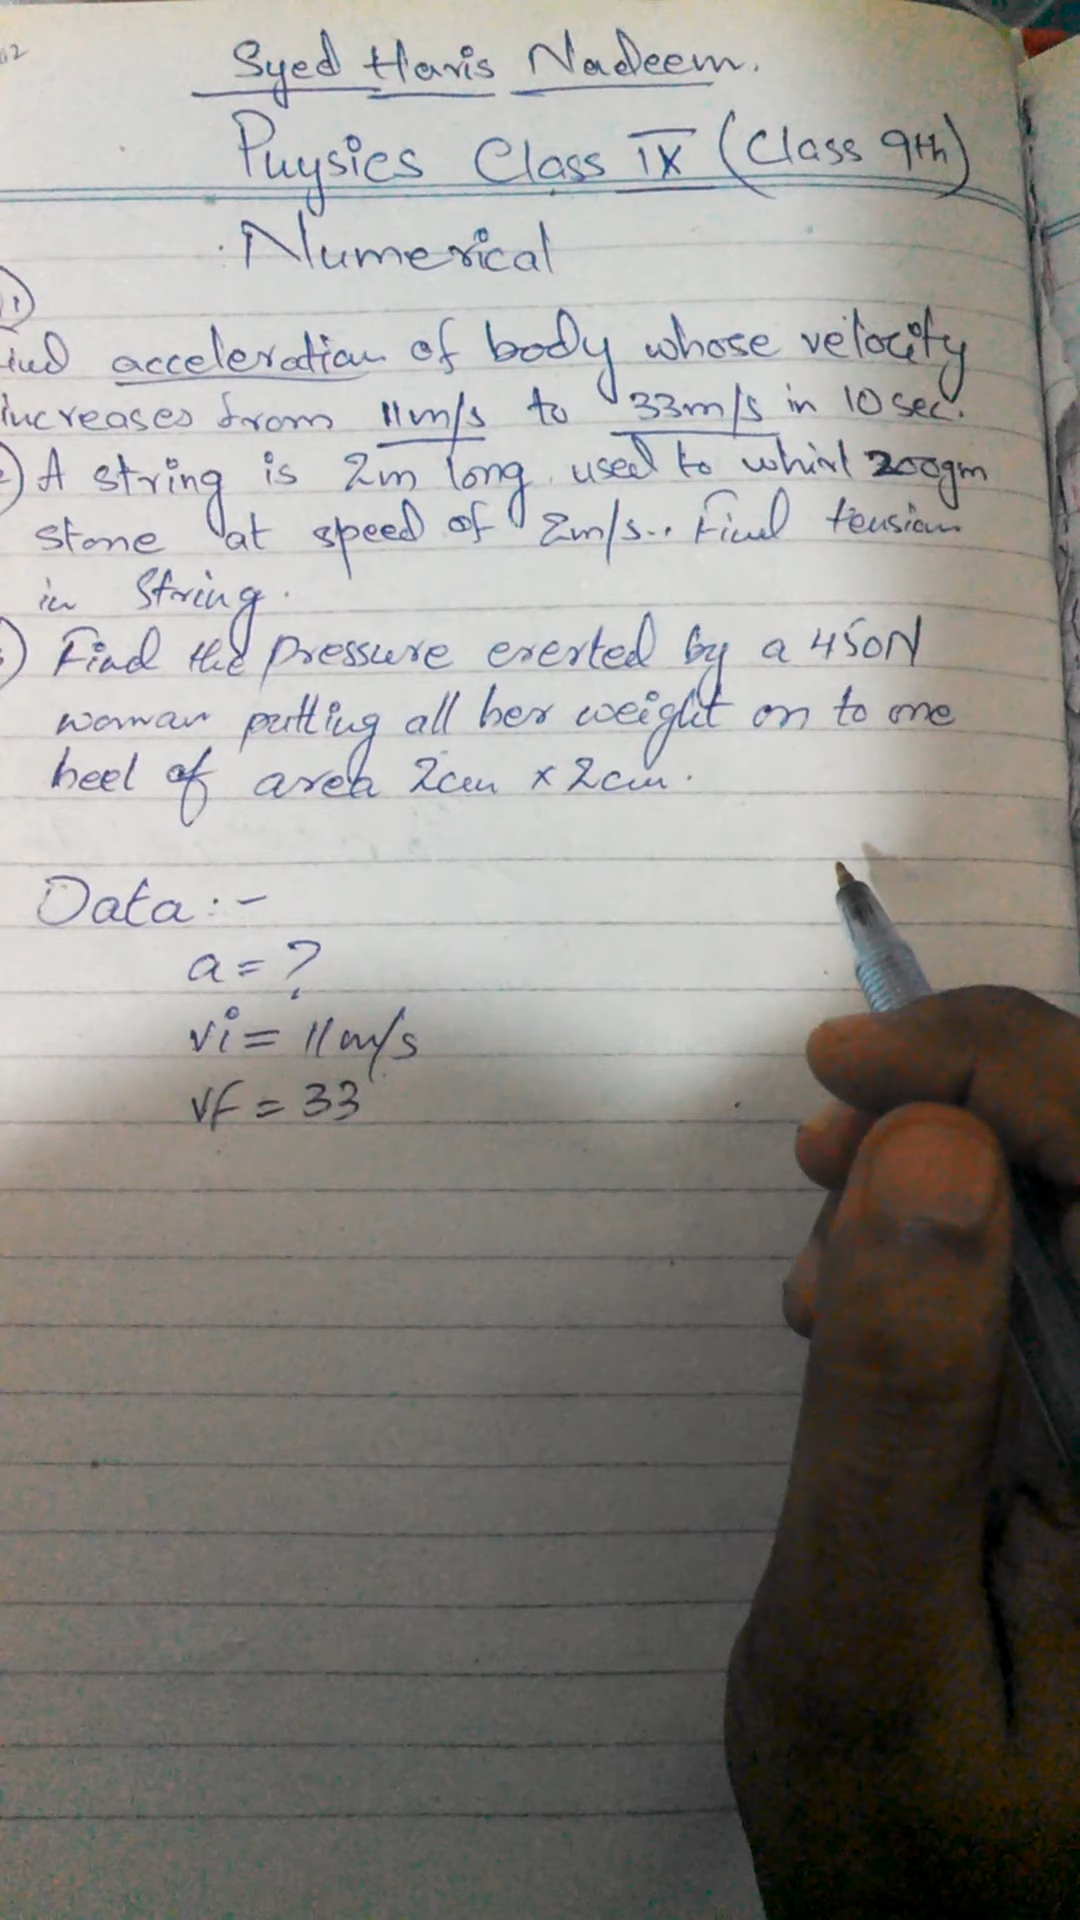 Syed Haris Nadeem.
Physics Class IX (Class 9th)
Numerical
1)
acceleration of body whose velocity
increases from 11m/s to 33m/s in 10 sec.
) A string is 2m long used to whirl 200gm
stone at speed of 2m/s.. Find tension
in String.
) Find the pressure exerted by a 450N
woman putting all her weight on to one
heel of area 2cm x 2cm.
Data :-
a = ?
vi = 11m/s
vf = 33